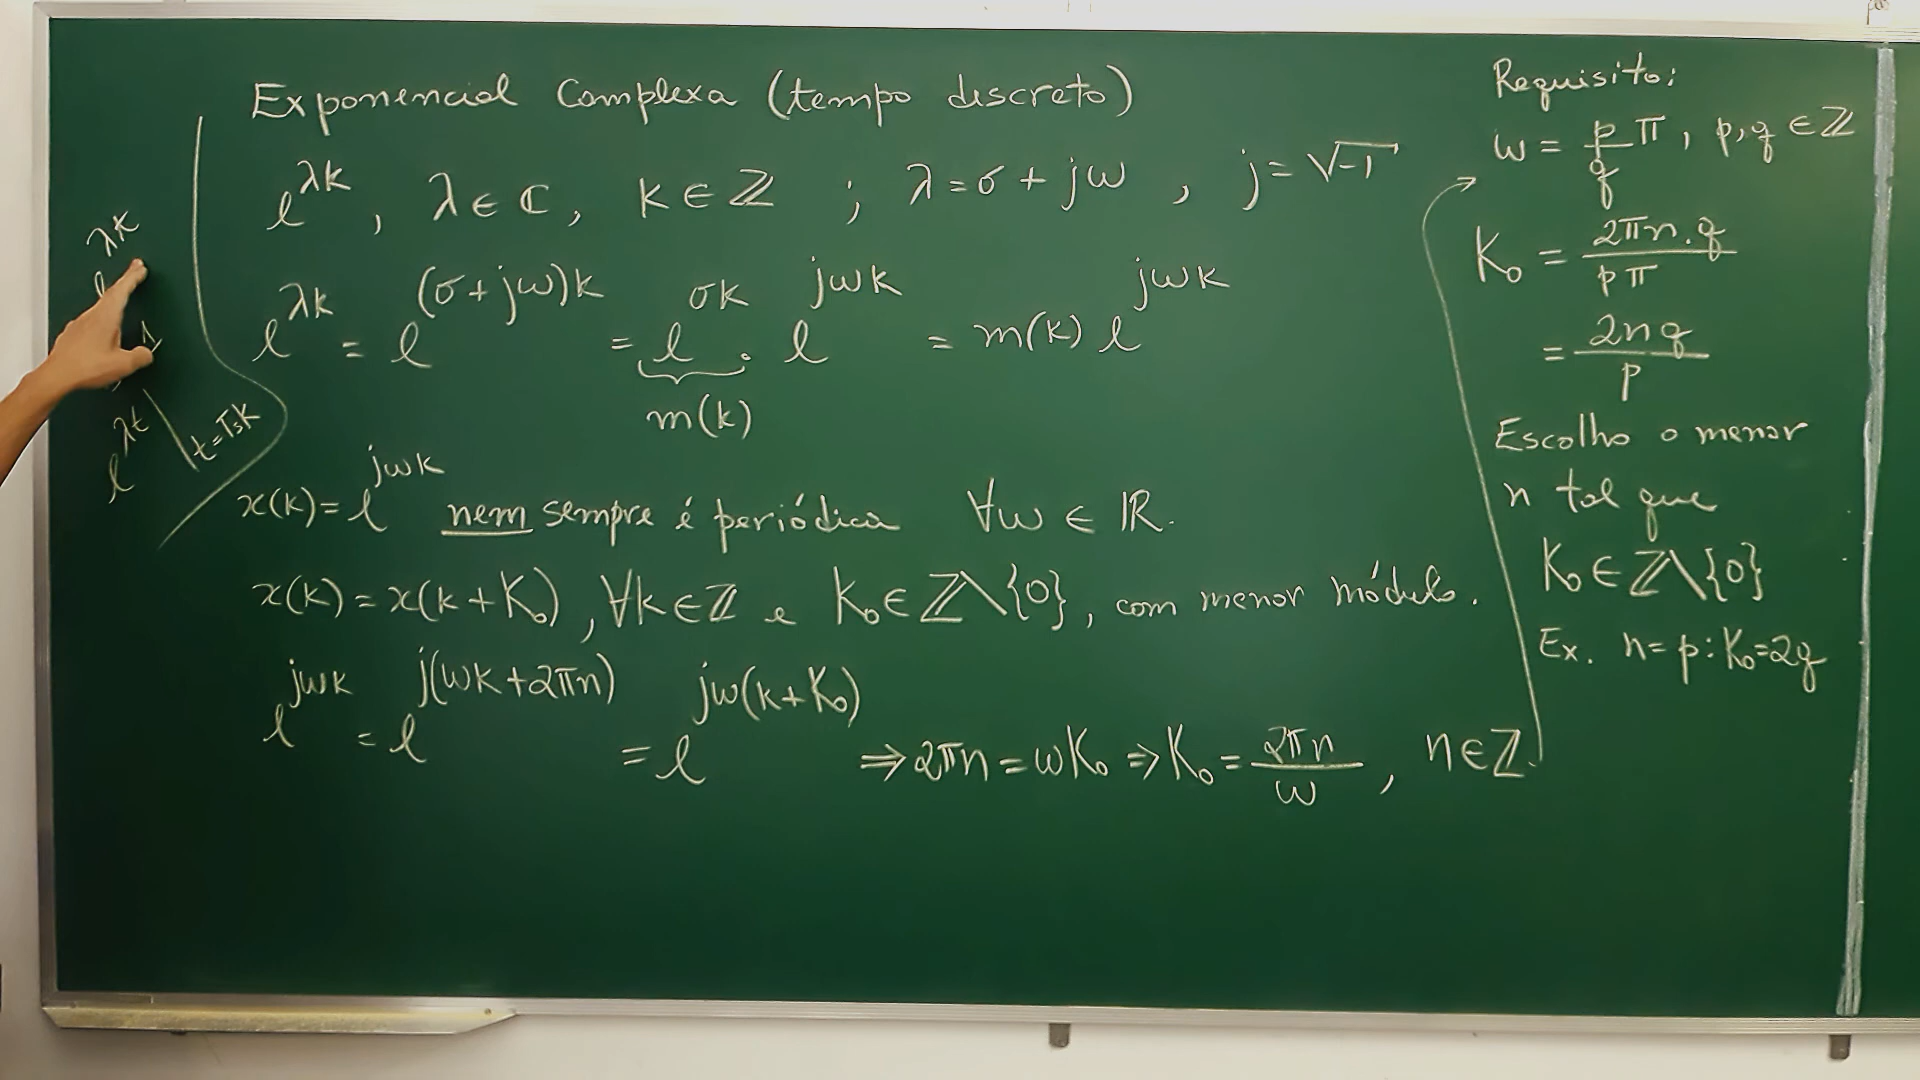 Exponencial Complexa (tempo discreto)
e^{λk}, λ ∈ ℂ, k ∈ ℤ ; λ = σ + jω , j = √-1
e^{λk} = e^{(σ+jω)k} = e^{σk} · e^{jωk} = m(k) e^{jωk}
m(k)
x(k) = e^{jωk} nem sempre é periódica ∀ω ∈ ℝ.
x(k) = x(k+K₀), ∀k ∈ ℤ e K₀ ∈ ℤ\{0}, com menor módulo.
e^{jωk} = e^{j(ωk+2πn)} = e^{jω(k+K₀)} ⇒ 2πn = ωK₀ ⇒ K₀ = 2πn/ω , n ∈ ℤ.
e^{λk}
e^{λt} | t=Tsk
Requisito:
ω = p/q π, p,q ∈ ℤ
K₀ = 2πn.q/pπ
= 2nq/p
Escolho o menor
n tal que
K₀ ∈ ℤ\{0}
Ex. n=p: K₀=2q